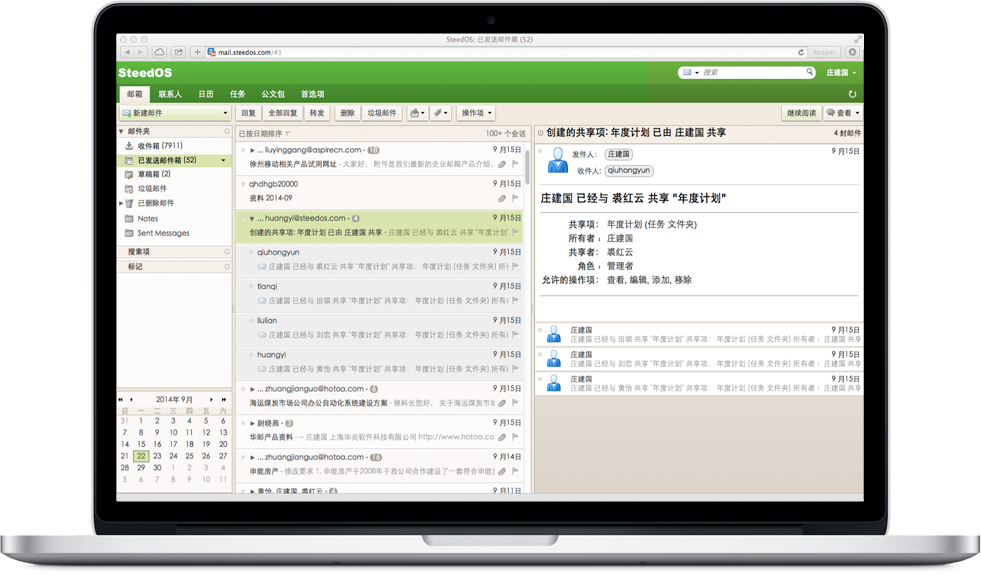 SteedOS: 已发送邮件箱 (52)
mail.steedos.com/#1
Reader
SteedOS
搜索
庄建国
邮箱 联系人 日历 任务 公文包 首选项
新建邮件
回复 全部回复 转发 删除 垃圾邮件 操作项 继续阅读 查看
邮件夹
收件箱 (7911)
已发送邮件箱 (52)
草稿箱 (2)
垃圾邮件
已删除邮件
Notes
Sent Messages
搜索项
标记
2014年 9月
日 一 二 三 四 五 六
31 1 2 3 4 5 6
7 8 9 10 11 12 13
14 15 16 17 18 19 20
21 22 23 24 25 26 27
28 29 30 1 2 3 4
5 6 7 8 9 10 11
已按日期排序 100+ 个会话
... liuyinggang@aspirecn.com - 18 9月15日
徐州移动相关产品试用网址 - 大家好, 附件是我们最新的企业邮箱产品介绍,
qhdhgb20000 9月15日
资料 2014-09
... huangyi@steedos.com - 4 9月15日
创建的共享项: 年度计划 已由 庄建国 共享 - 庄建国 已经与 裘红云 共享 "年度计
qiuhongyun 9月15日
庄建国 已经与 裘红云 共享 "年度计划" 共享项: 年度计划 (任务 文件夹) 所
tianqi 9月15日
庄建国 已经与 田骐 共享 "年度计划" 共享项: 年度计划 (任务 文件夹) 所有
liulian 9月15日
庄建国 已经与 刘恋 共享 "年度计划" 共享项: 年度计划 (任务 文件夹) 所有
huangyi 9月15日
庄建国 已经与 黄怡 共享 "年度计划" 共享项: 年度计划 (任务 文件夹) 所有
... zhuangjianguo@hotoa.com - 6 9月15日
海运煤炭市场公司办公自动化系统建设方案 - 徐科长您好, 关于海运煤炭市
尉晓燕 - 3 9月15日
华邮产品资料 - -- 庄建国 上海华炎软件科技有限公司 http://www.hotoa.co
... zhuangjianguo@hotoa.com - 16 9月14日
申能房产 - 修改要求 1. 申能房产于2008年于我公司合作建设了一套符合申能
黄怡, 庄建国, 裘红云 - 4 9月11日
创建的共享项: 年度计划 已由 庄建国 共享 4 封邮件
发件人: 庄建国 9月15日
收件人: qiuhongyun
庄建国 已经与 裘红云 共享 "年度计划"
共享项: 年度计划 (任务 文件夹)
所有者: 庄建国
共享者: 裘红云
角色: 管理者
允许的操作项: 查看, 编辑, 添加, 移除
庄建国 9月15日
庄建国 已经与 田骐 共享 "年度计划" 共享项: 年度计划 (任务 文件夹) 所有者: 庄建国 共享
庄建国 9月15日
庄建国 已经与 刘恋 共享 "年度计划" 共享项: 年度计划 (任务 文件夹) 所有者: 庄建国 共享
庄建国 9月15日
庄建国 已经与 黄怡 共享 "年度计划" 共享项: 年度计划 (任务 文件夹) 所有者: 庄建国 共享